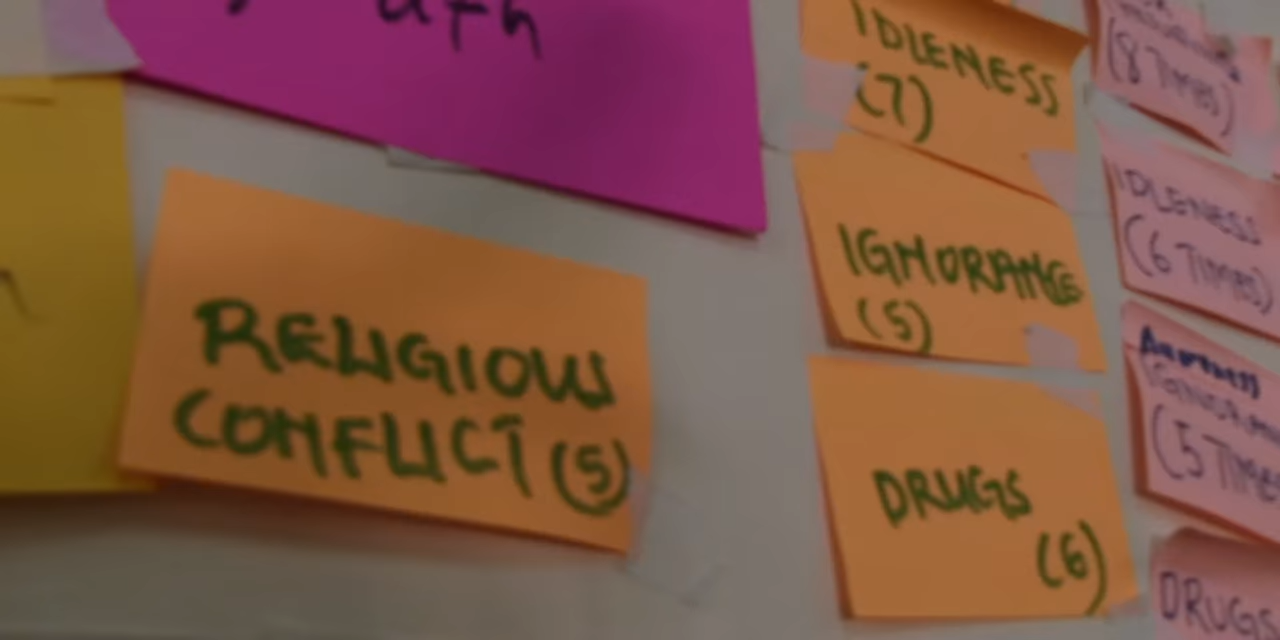 RELIGIOUS
CONFLICT (5)
IDLENESS
(7)
IGNORANCE
(5)
DRUGS
(6)
(8 TIMES)
IDLENESS
(6 TIMES)
(5 TIMES)
DRUGS